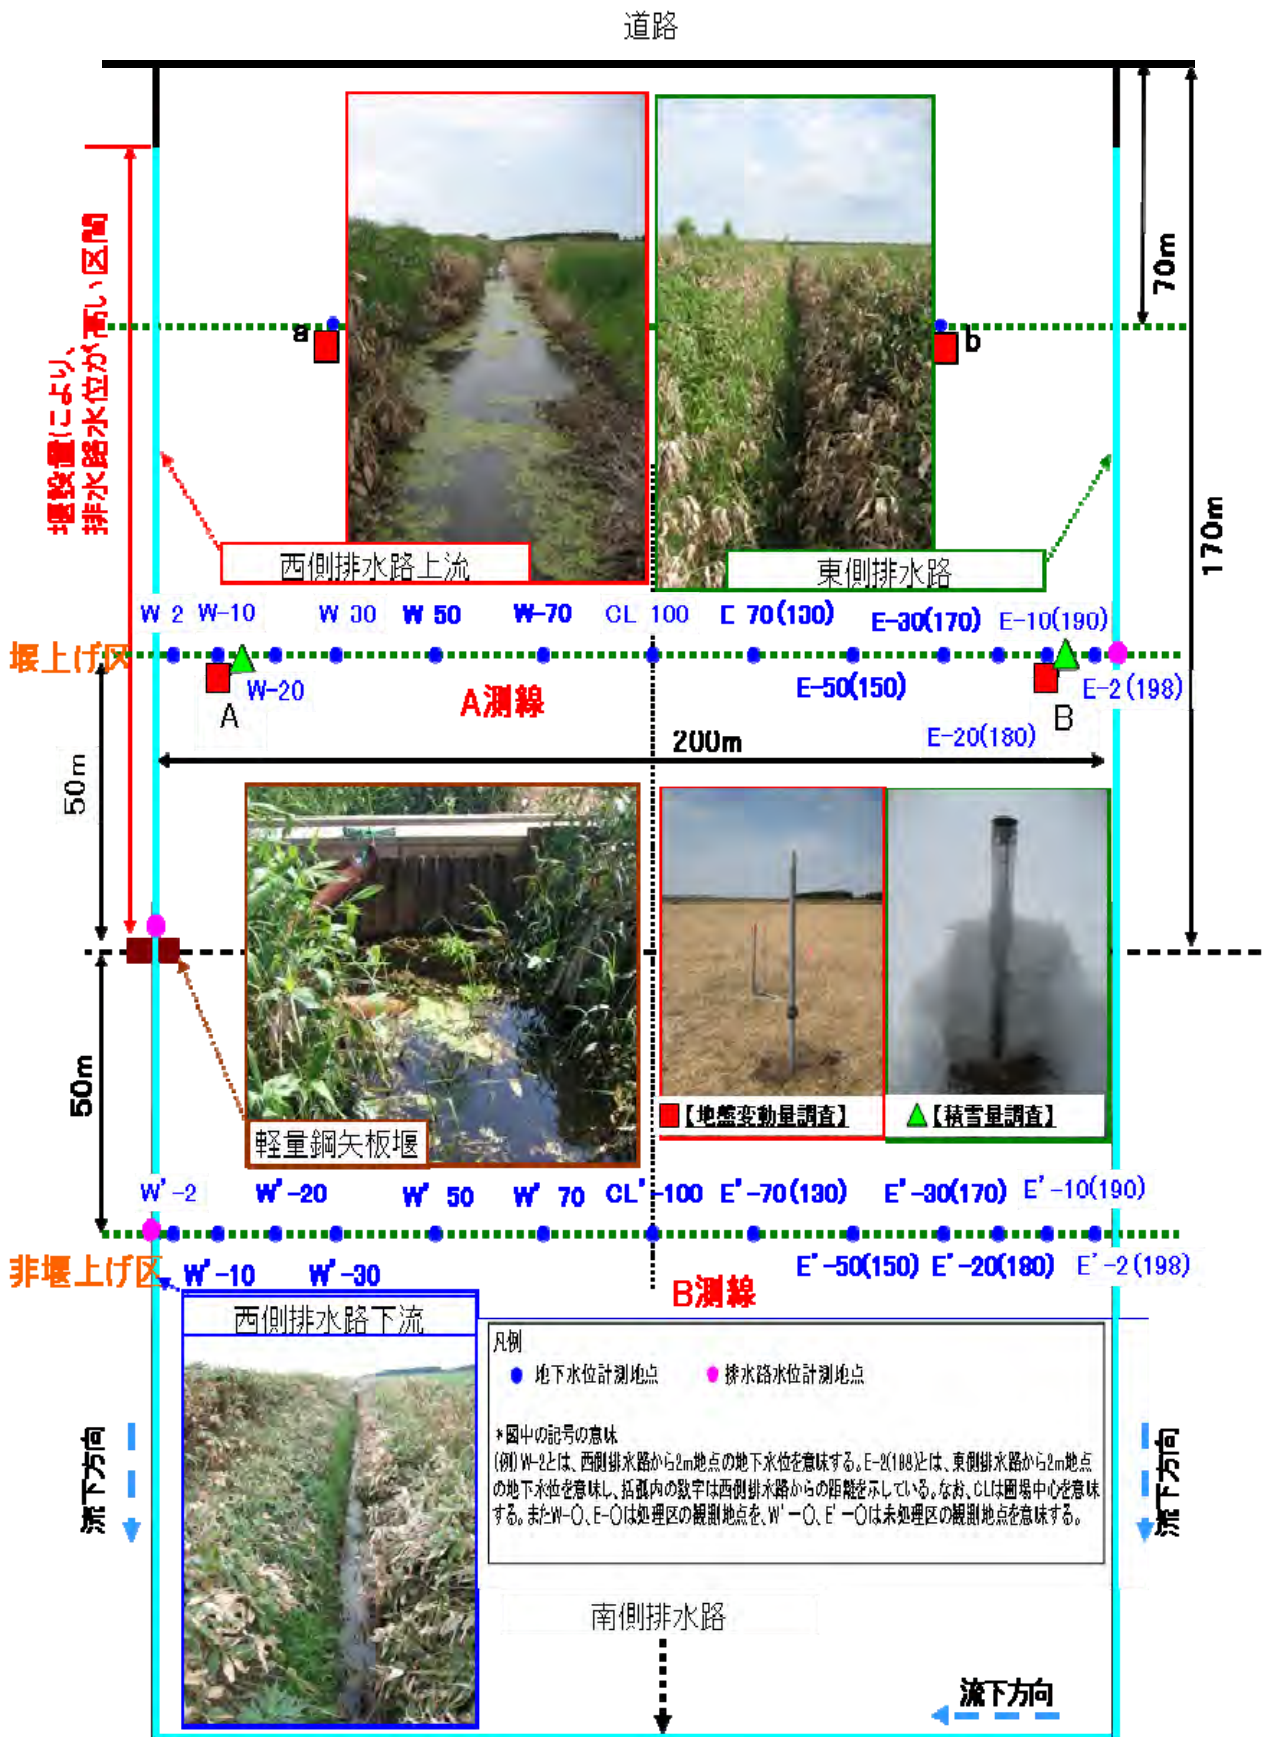 道路
70m
170m
堰設置により、
排水路水位が高い区間
a
b
西側排水路上流
東側排水路
W 2 W-10 W 30 W 50 W-70 CL 100 E 70(130) E-30(170) E-10(190)
堰上げ区
W-20
A測線
E-50(150)
E-2(198)
A
B
E-20(180)
200m
50m
【地盤変動量調査】
【積雪量調査】
軽量鋼矢板堰
50m
W'-2 W'-20 W' 50 W' 70 CL'-100 E'-70(130) E'-30(170) E'-10(190)
非堰上げ区
W'-10 W'-30
E'-50(150) E'-20(180) E'-2(198)
B測線
西側排水路下流
凡例
地下水位計測地点 排水路水位計測地点
*図中の記号の意味
(例)W-2とは、西側排水路から2m地点の地下水位を意味する。E-2(198)とは、東側排水路から2m地点
の地下水位を意味し、括弧内の数字は西側排水路からの距離を示している。なお、CLは圃場中心を意味
する。またW-○、E-○は処理区の観測地点を、W'-○、E'-○は未処理区の観測地点を意味する。
流下方向
流下方向
南側排水路
流下方向